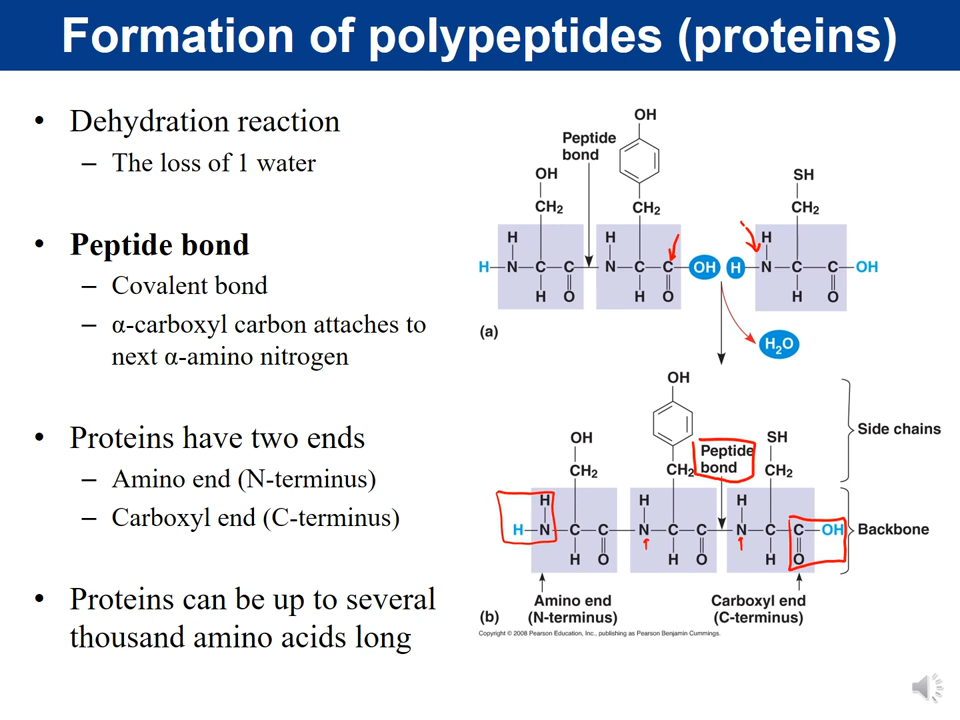 Formation of polypeptides (proteins)
• Dehydration reaction
– The loss of 1 water
• Peptide bond
– Covalent bond
– α-carboxyl carbon attaches to
next α-amino nitrogen
• Proteins have two ends
– Amino end (N-terminus)
– Carboxyl end (C-terminus)
• Proteins can be up to several
thousand amino acids long
OH
Peptide
bond
OH
SH
CH2
CH2
CH2
H H H
H N C C N C C OH H N C C OH
H O H O H O
(a)
H2O
OH
Side chains
OH
Peptide
bond
SH
CH2
CH2
CH2
H H H
H N C C N C C N C C OH
Backbone
H O H O H O
Amino end
(N-terminus)
Carboxyl end
(C-terminus)
(b)
Copyright © 2008 Pearson Education, Inc., publishing as Pearson Benjamin Cummings.